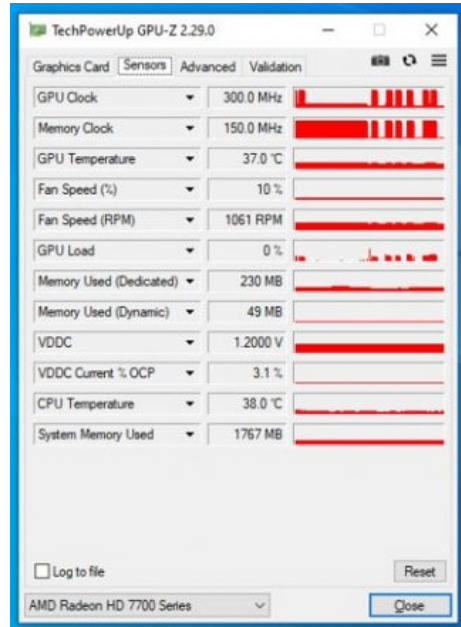 TechPowerUp GPU-Z 2.29.0
Graphics Card Sensors Advanced Validation
GPU Clock 300.0 MHz
Memory Clock 150.0 MHz
GPU Temperature 37.0 °C
Fan Speed (%) 10 %
Fan Speed (RPM) 1061 RPM
GPU Load 0 %
Memory Used (Dedicated) 230 MB
Memory Used (Dynamic) 49 MB
VDDC 1.2000 V
VDDC Current % OCP 3.1 %
CPU Temperature 38.0 °C
System Memory Used 1767 MB
Log to file Reset
AMD Radeon HD 7700 Series Close